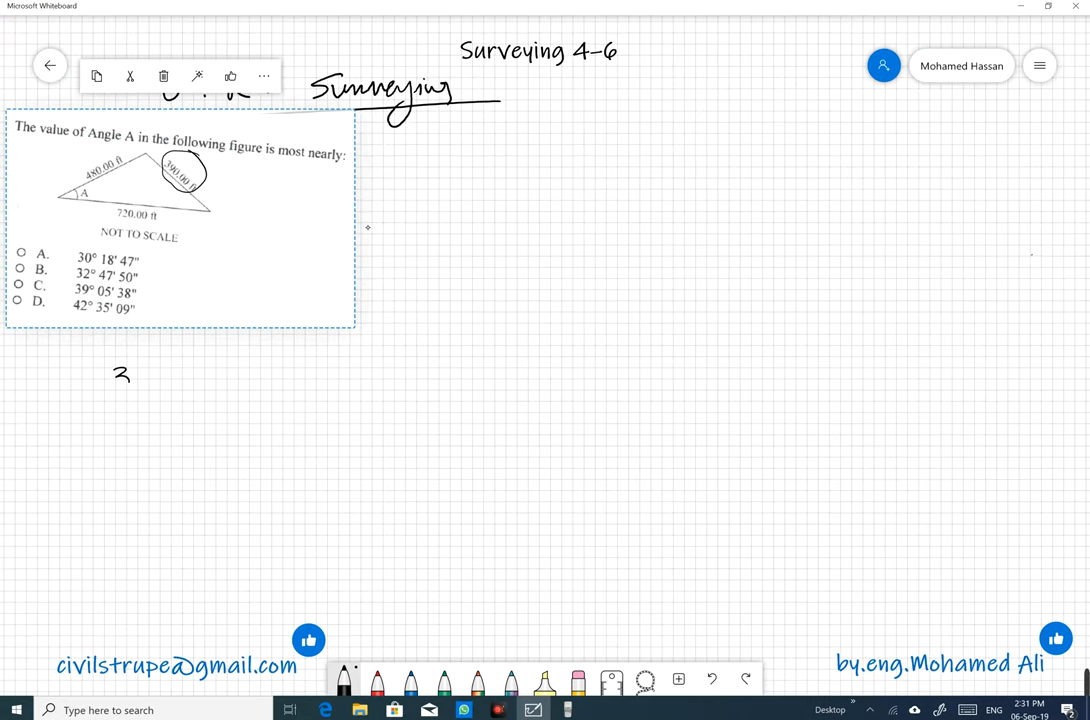 Microsoft Whiteboard
Surveying 4-6
Mohamed Hassan
Surveying
The value of Angle A in the following figure is most nearly:
480.00 ft
390.00 ft
A
720.00 ft
NOT TO SCALE
A. 30° 18' 47"
B. 32° 47' 50"
C. 39° 05' 38"
D. 42° 35' 09"
3
civilstrupe@gmail.com
by.eng.Mohamed Ali
Type here to search
Desktop
ENG
2:31 PM
06-Sep-19